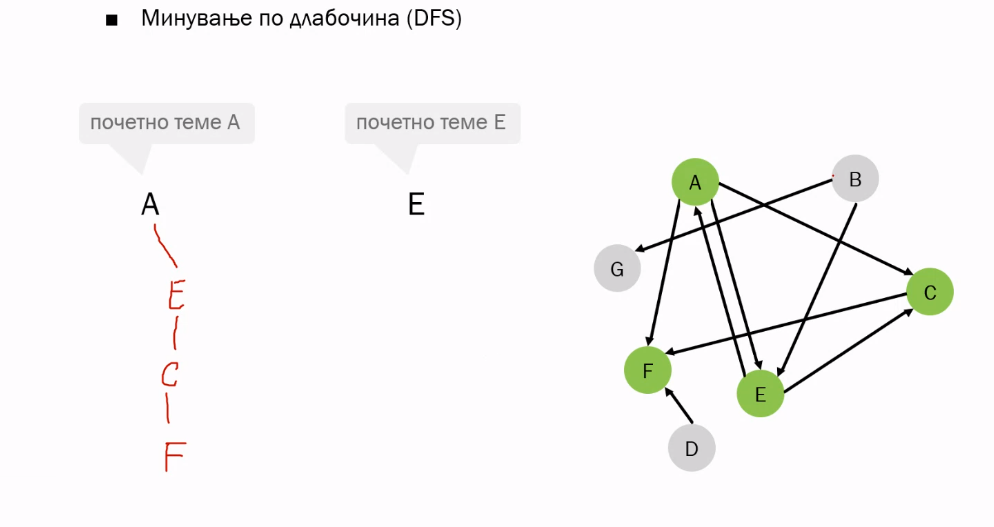 Минување по длабочина (DFS)
почетно теме A
почетно теме E
A
E
C
F
E
A
B
G
C
F
E
D